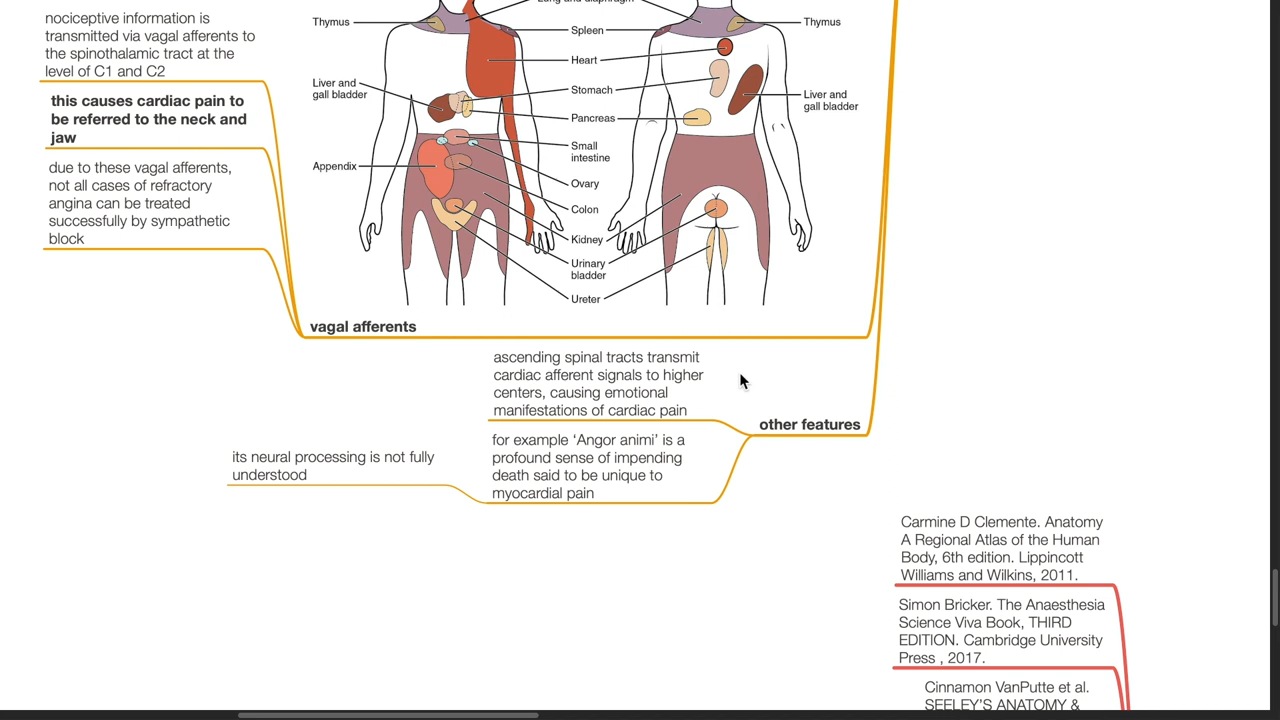 nociceptive information is
transmitted via vagal afferents to
the spinothalamic tract at the
level of C1 and C2
this causes cardiac pain to
be referred to the neck and
jaw
due to these vagal afferents,
not all cases of refractory
angina can be treated
successfully by sympathetic
block
Lung and diaphragm
Thymus
Thymus
Spleen
Heart
Liver and
gall bladder
Stomach
Liver and
gall bladder
Pancreas
Small
intestine
Appendix
Ovary
Colon
Kidney
Urinary
bladder
Ureter
vagal afferents
ascending spinal tracts transmit
cardiac afferent signals to higher
centers, causing emotional
manifestations of cardiac pain
other features
for example ‘Angor animi’ is a
profound sense of impending
death said to be unique to
myocardial pain
its neural processing is not fully
understood
Carmine D Clemente. Anatomy
A Regional Atlas of the Human
Body, 6th edition. Lippincott
Williams and Wilkins, 2011.
Simon Bricker. The Anaesthesia
Science Viva Book, THIRD
EDITION. Cambridge University
Press , 2017.
Cinnamon VanPutte et al.
SEELEY'S ANATOMY &